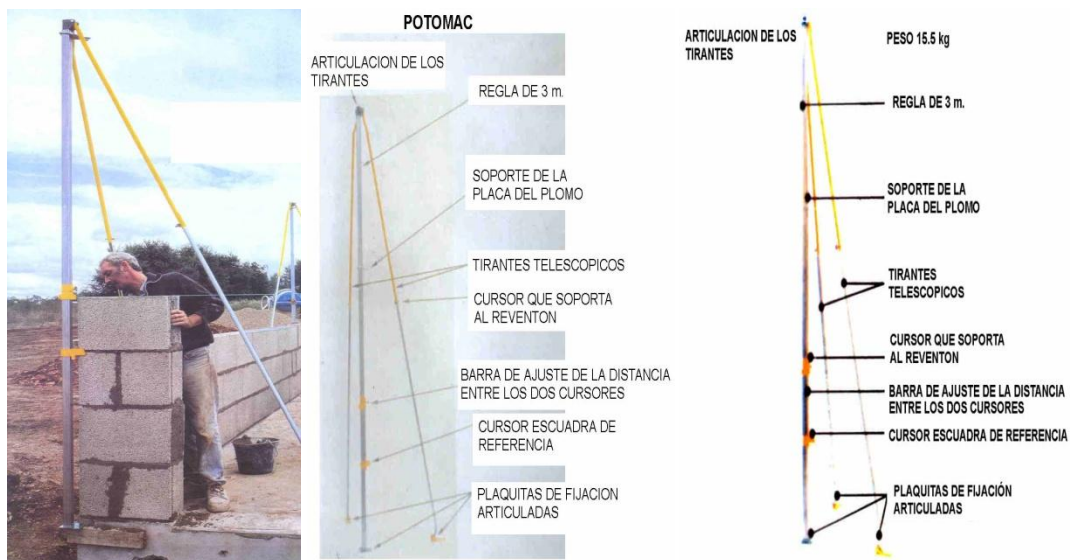 POTOMAC
ARTICULACION DE LOS
TIRANTES
REGLA DE 3 m.
SOPORTE DE LA
PLACA DEL PLOMO
TIRANTES TELESCOPICOS
CURSOR QUE SOPORTA
AL REVENTON
BARRA DE AJUSTE DE LA DISTANCIA
ENTRE LOS DOS CURSORES
CURSOR ESCUADRA DE
REFERENCIA
PLAQUITAS DE FIJACION
ARTICULADAS
ARTICULACION DE LOS
TIRANTES
PESO 15.5 kg
REGLA DE 3 m.
SOPORTE DE LA
PLACA DEL PLOMO
TIRANTES
TELESCOPICOS
CURSOR QUE SOPORTA
AL REVENTON
BARRA DE AJUSTE DE LA DISTANCIA
ENTRE LOS DOS CURSORES
CURSOR ESCUADRA DE REFERENCIA
PLAQUITAS DE FIJACIÓN
ARTICULADAS